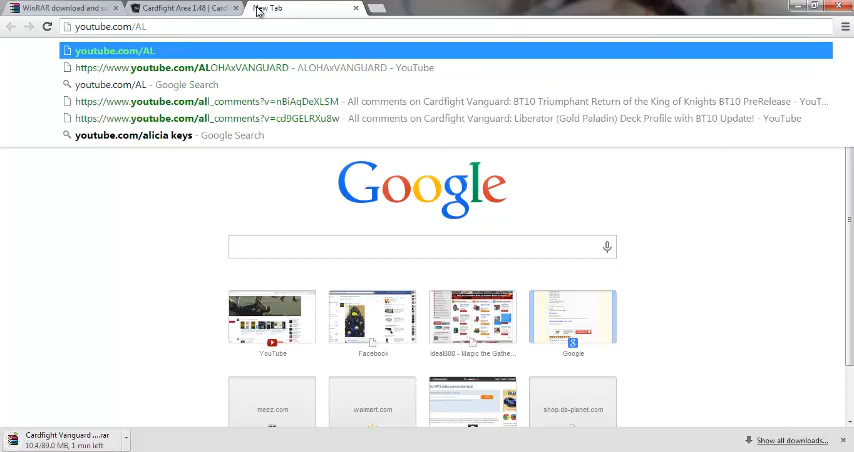 WinRAR download and su
Cardfight Area 1.48 | Card
New Tab
youtube.com/AL
youtube.com/AL
https://www.youtube.com/ALOHAxVANGUARD - ALOHAxVANGUARD - YouTube
youtube.com/AL - Google Search
https://www.youtube.com/all_comments?v=nBiAqDeXLSM - All comments on Cardfight Vanguard: BT10 Triumphant Return of the King of Knights BT10 PreRelease - YouT...
https://www.youtube.com/all_comments?v=cd9GELRXu8w - All comments on Cardfight Vanguard: Liberator (Gold Paladin) Deck Profile with BT10 Update! - YouTube
youtube.com/alicia keys - Google Search
Google
YouTube
Facebook
Ideal808 - Magic the Gathe...
Google
meez.com
walmart.com
shop.da-planet.com
Cardfight Vanguard ....rar
10.4/89.0 MB, 1 min left
Show all downloads...